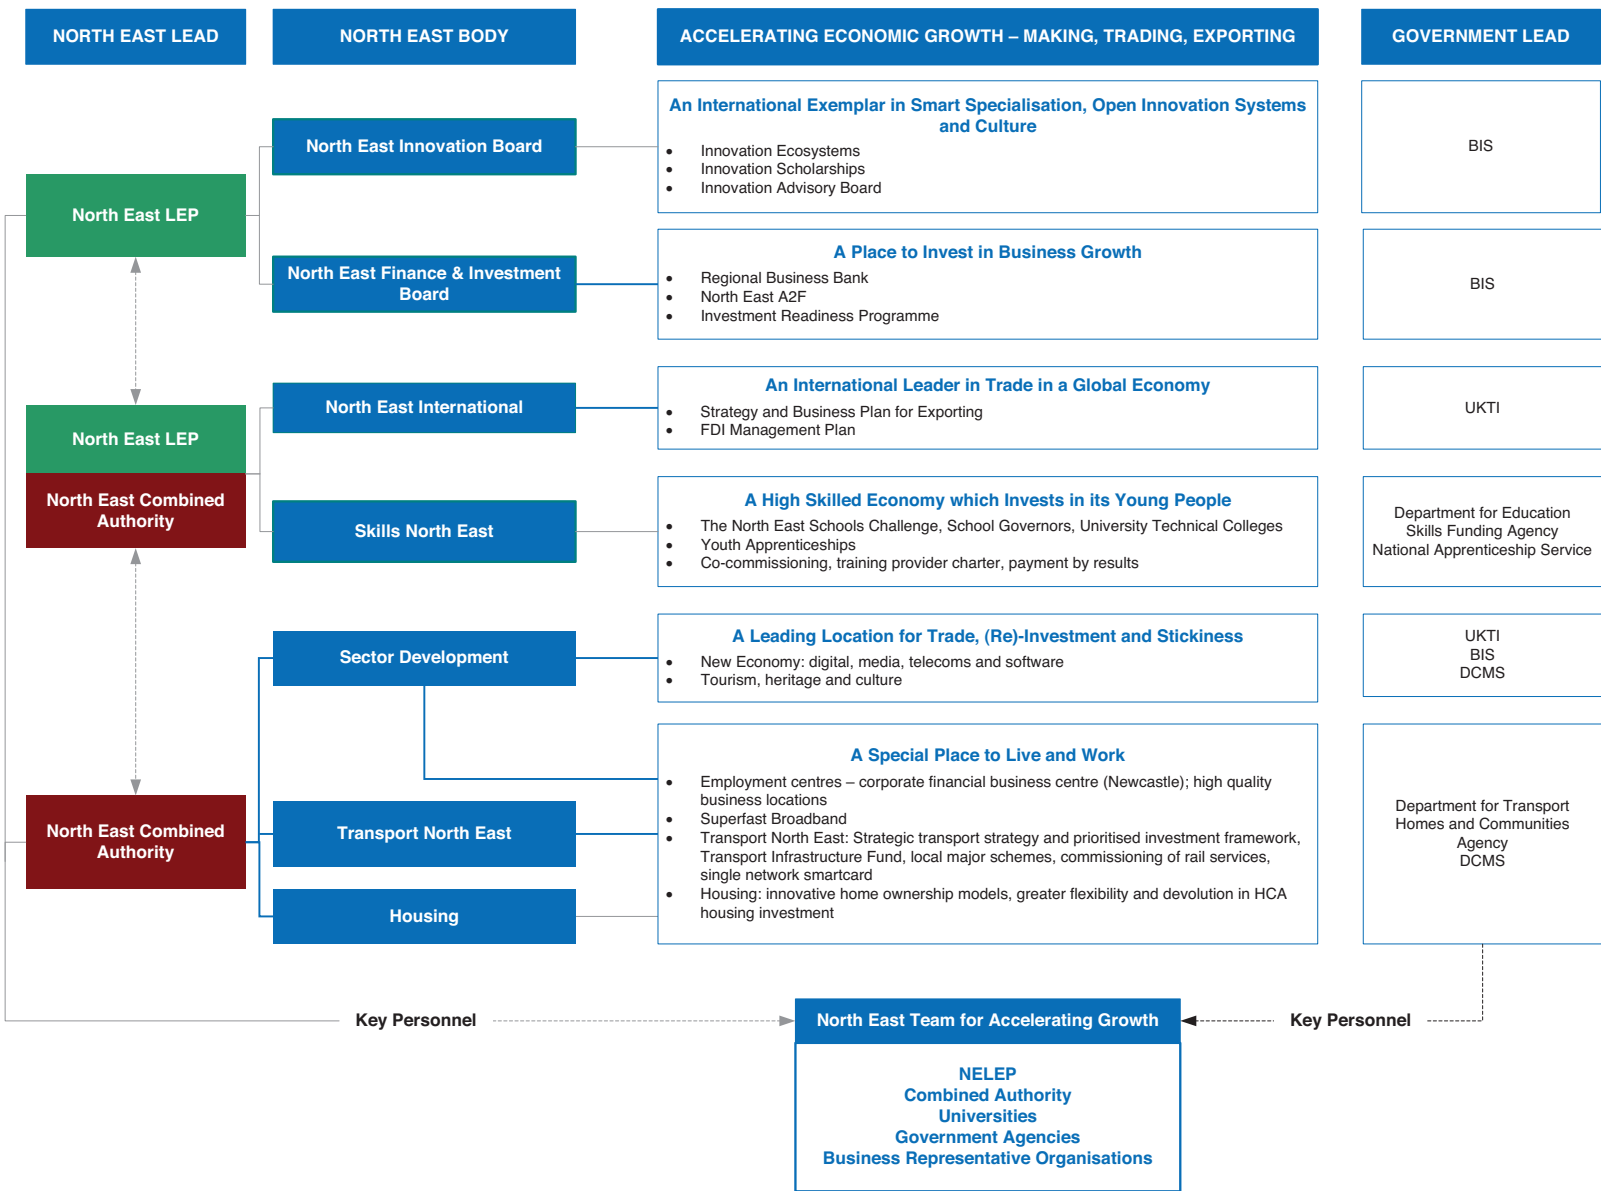 NORTH EAST LEAD
NORTH EAST BODY
ACCELERATING ECONOMIC GROWTH – MAKING, TRADING, EXPORTING
GOVERNMENT LEAD
North East LEP
North East Innovation Board
An International Exemplar in Smart Specialisation, Open Innovation Systems
and Culture
• Innovation Ecosystems
• Innovation Scholarships
• Innovation Advisory Board
BIS
North East Finance & Investment
Board
A Place to Invest in Business Growth
• Regional Business Bank
• North East A2F
• Investment Readiness Programme
BIS
North East LEP
North East Combined
Authority
North East International
An International Leader in Trade in a Global Economy
• Strategy and Business Plan for Exporting
• FDI Management Plan
UKTI
Skills North East
A High Skilled Economy which Invests in its Young People
• The North East Schools Challenge, School Governors, University Technical Colleges
• Youth Apprenticeships
• Co-commissioning, training provider charter, payment by results
Department for Education
Skills Funding Agency
National Apprenticeship Service
North East Combined
Authority
Sector Development
A Leading Location for Trade, (Re)-Investment and Stickiness
• New Economy: digital, media, telecoms and software
• Tourism, heritage and culture
UKTI
BIS
DCMS
Transport North East
Housing
A Special Place to Live and Work
• Employment centres – corporate financial business centre (Newcastle); high quality
business locations
• Superfast Broadband
• Transport North East: Strategic transport strategy and prioritised investment framework,
Transport Infrastructure Fund, local major schemes, commissioning of rail services,
single network smartcard
• Housing: innovative home ownership models, greater flexibility and devolution in HCA
housing investment
Department for Transport
Homes and Communities
Agency
DCMS
Key Personnel
North East Team for Accelerating Growth
Key Personnel
NELEP
Combined Authority
Universities
Government Agencies
Business Representative Organisations